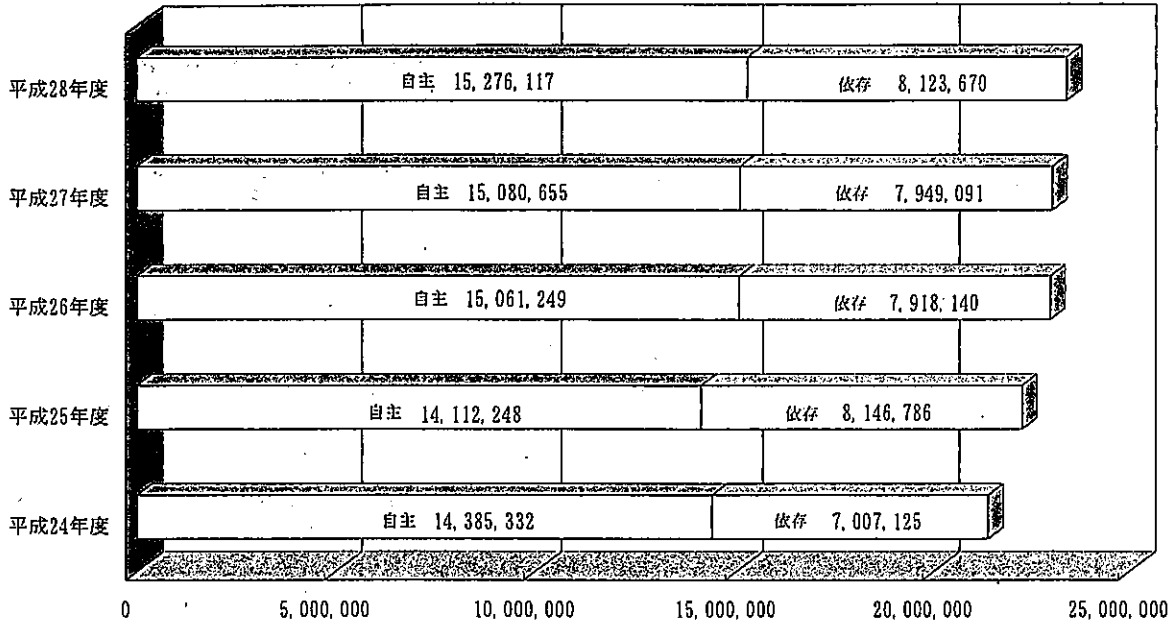 平成28年度 自主 15,276,117 依存 8,123,670
平成27年度 自主 15,080,655 依存 7,949,091
平成26年度 自主 15,061,249 依存 7,918,140
平成25年度 自主 14,112,248 依存 8,146,786
平成24年度 自主 14,385,332 依存 7,007,125
0 5,000,000 10,000,000 15,000,000 20,000,000 25,000,000